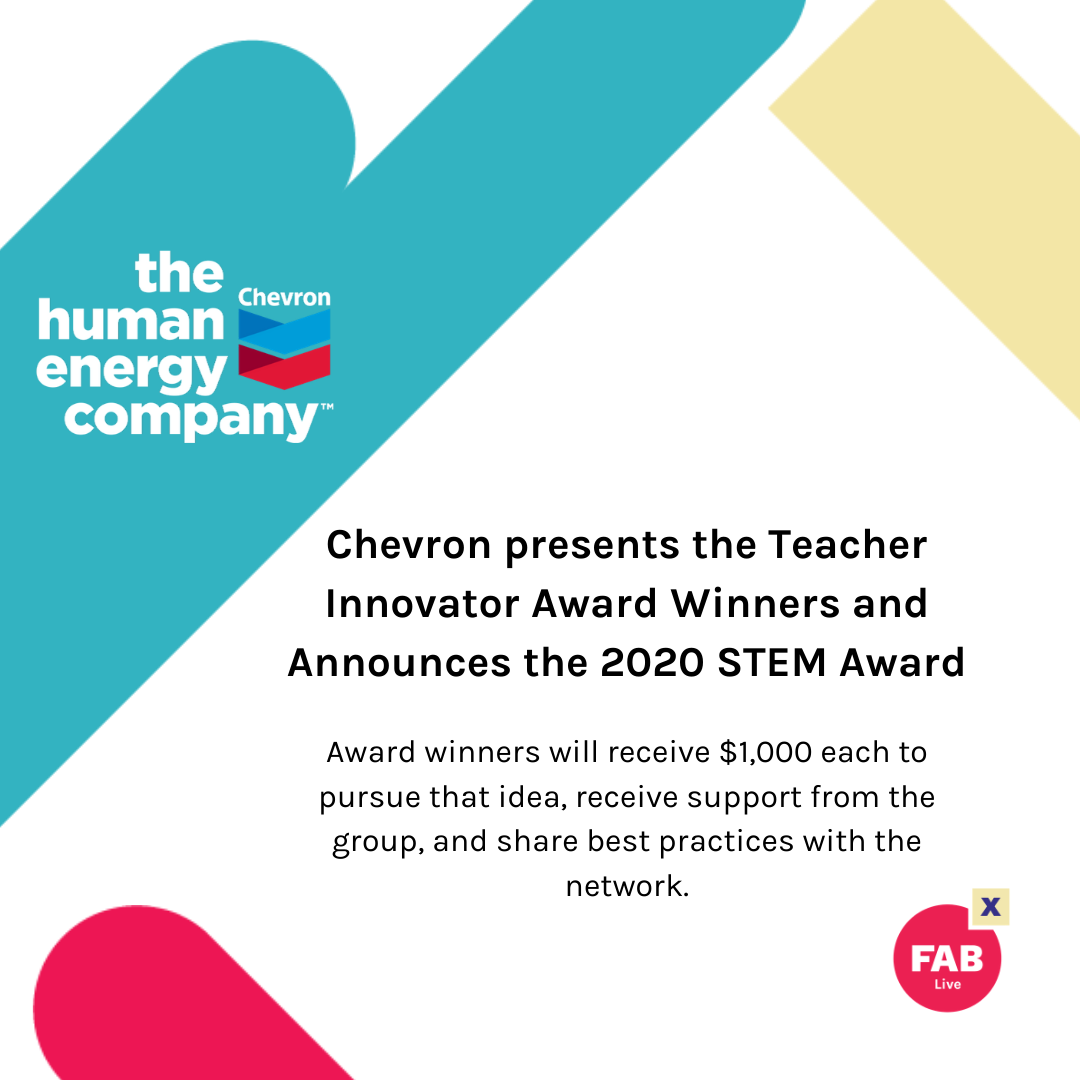 the
human
energy
company™
Chevron
Chevron presents the Teacher
Innovator Award Winners and
Announces the 2020 STEM Award
Award winners will receive $1,000 each to
pursue that idea, receive support from the
group, and share best practices with the
network.
X
FAB
Live